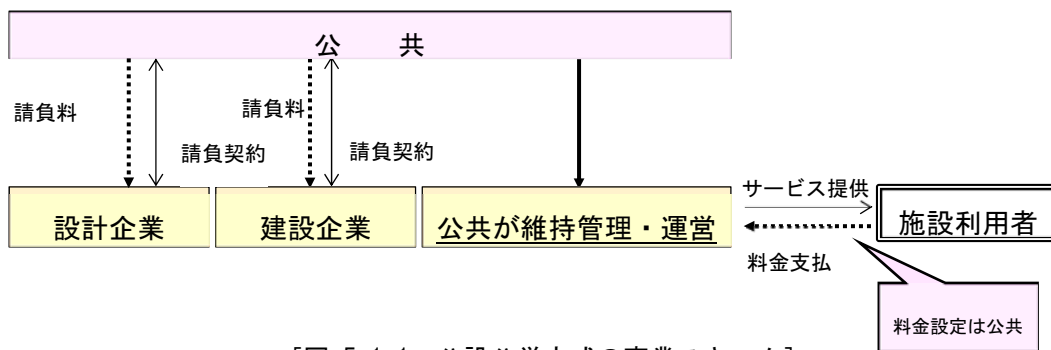 公 共
請負料
請負契約
請負料
請負契約
設計企業
建設企業
公共が維持管理・運営
サービス提供
料金支払
施設利用者
料金設定は公共